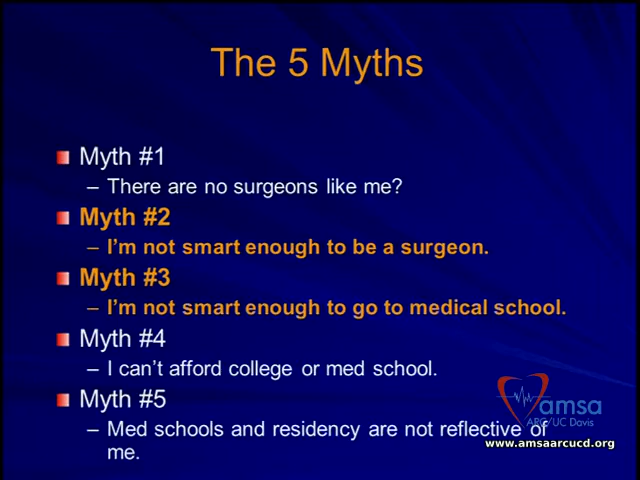 The 5 Myths
Myth #1
– There are no surgeons like me?
Myth #2
– I'm not smart enough to be a surgeon.
Myth #3
– I'm not smart enough to go to medical school.
Myth #4
– I can't afford college or med school.
Myth #5
– Med schools and residency are not reflective of
me.
amsa
ARC/UC Davis
www.amsaarcucd.org